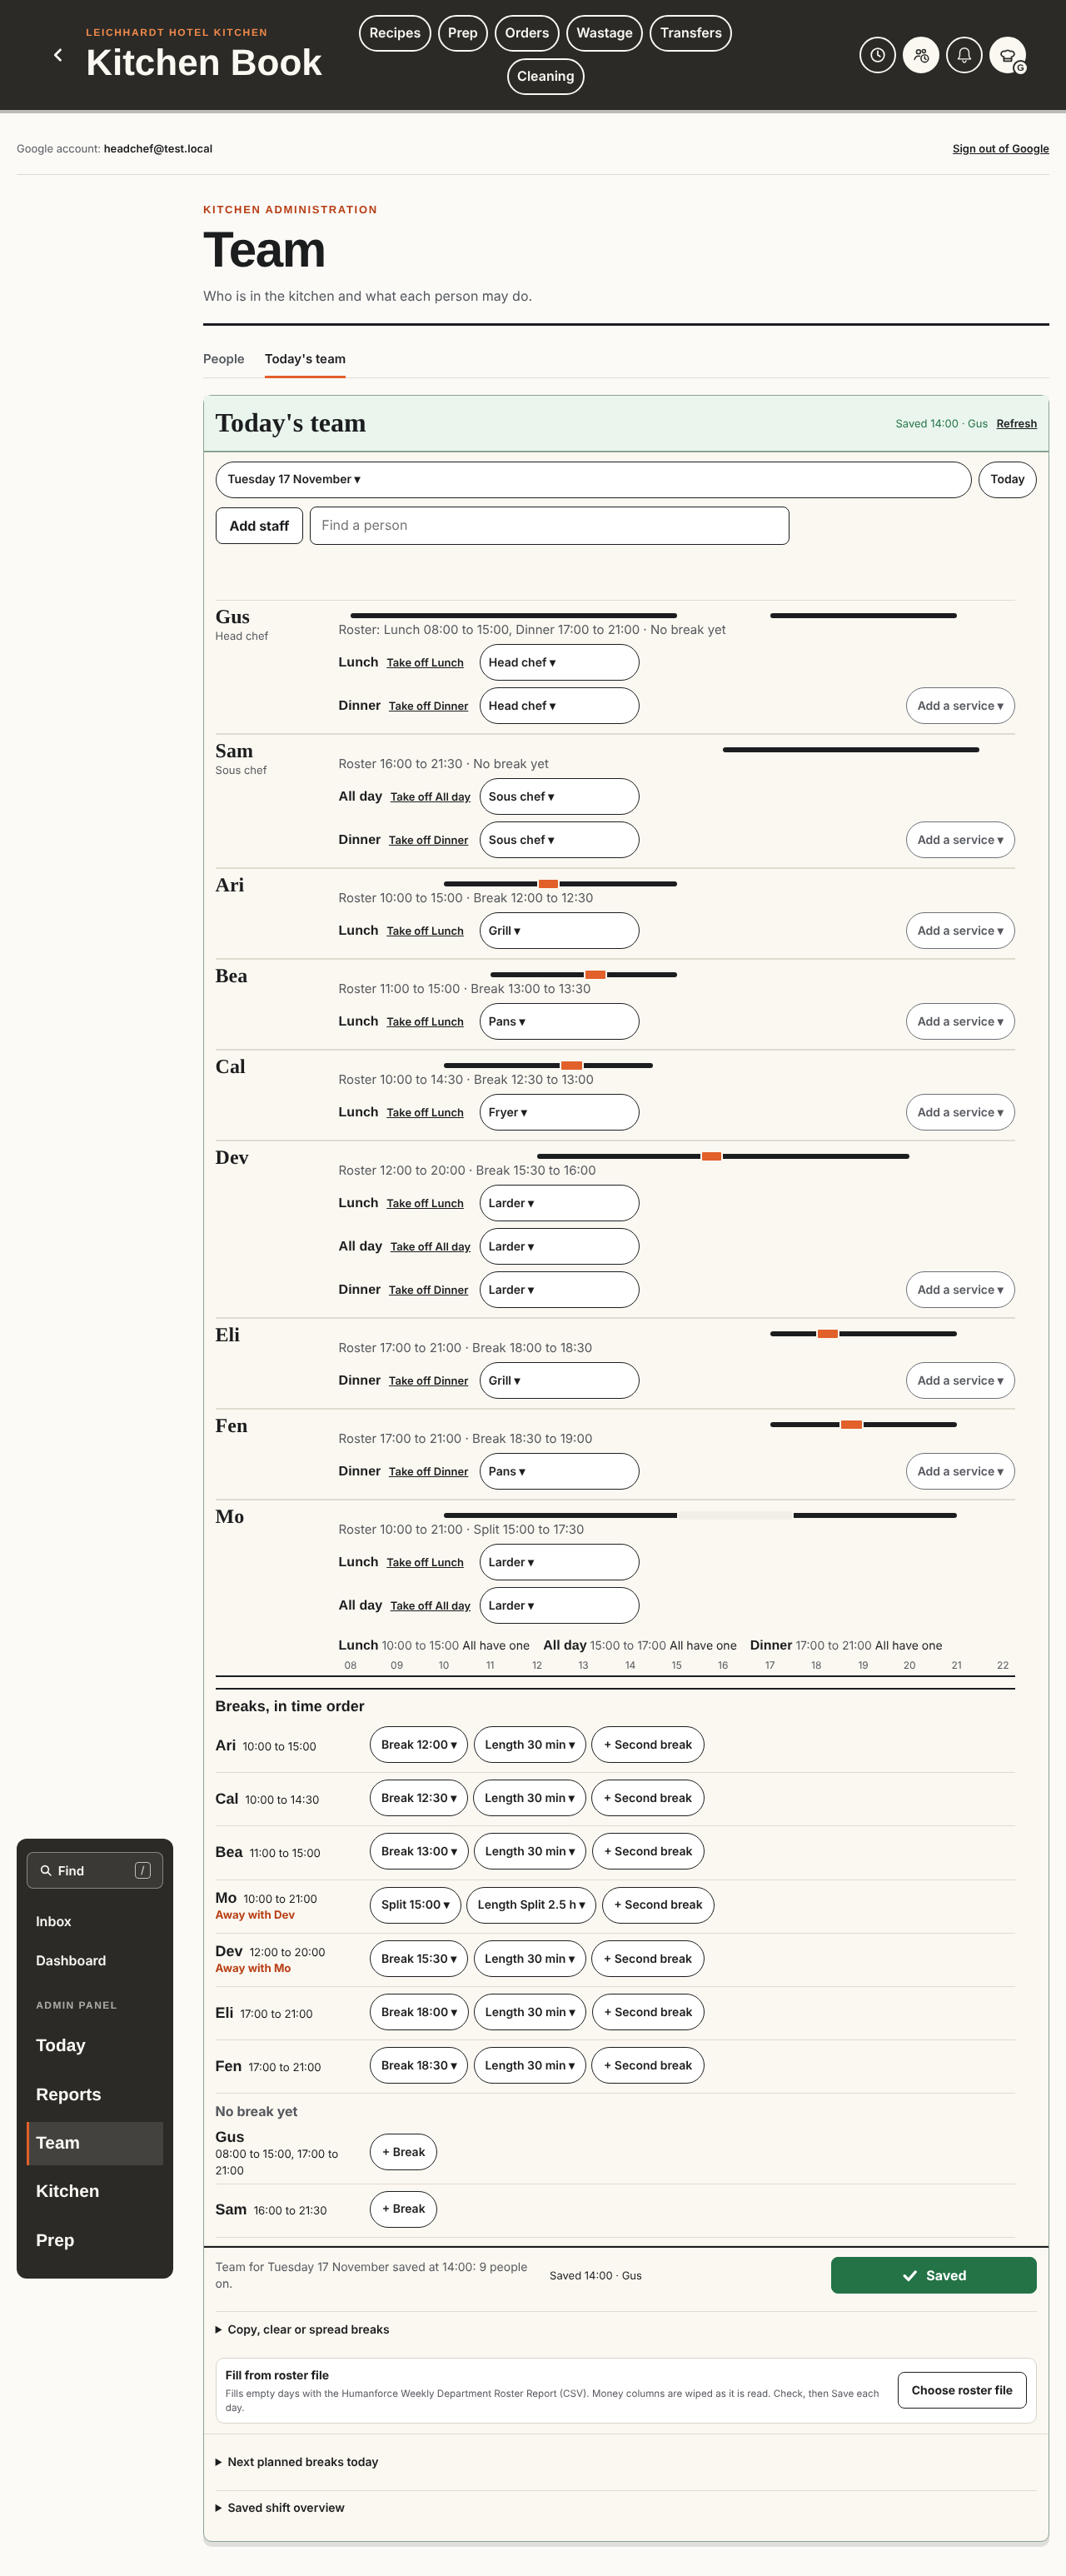 LEICHHARDT HOTEL KITCHEN
Kitchen Book
Recipes Prep Orders Wastage Transfers
Cleaning
G
Google account: headchef@test.local
Sign out of Google
KITCHEN ADMINISTRATION
Team
Who is in the kitchen and what each person may do.
People Today's team
Today's team
Saved 14:00 · Gus Refresh
Tuesday 17 November ▾ Today
Add staff Find a person
Gus
Head chef
Roster: Lunch 08:00 to 15:00, Dinner 17:00 to 21:00 · No break yet
Lunch Take off Lunch Head chef ▾
Dinner Take off Dinner Head chef ▾ Add a service ▾
Sam
Sous chef
Roster 16:00 to 21:30 · No break yet
All day Take off All day Sous chef ▾
Dinner Take off Dinner Sous chef ▾ Add a service ▾
Ari
Roster 10:00 to 15:00 · Break 12:00 to 12:30
Lunch Take off Lunch Grill ▾ Add a service ▾
Bea
Roster 11:00 to 15:00 · Break 13:00 to 13:30
Lunch Take off Lunch Pans ▾ Add a service ▾
Cal
Roster 10:00 to 14:30 · Break 12:30 to 13:00
Lunch Take off Lunch Fryer ▾ Add a service ▾
Dev
Roster 12:00 to 20:00 · Break 15:30 to 16:00
Lunch Take off Lunch Larder ▾
All day Take off All day Larder ▾
Dinner Take off Dinner Larder ▾ Add a service ▾
Eli
Roster 17:00 to 21:00 · Break 18:00 to 18:30
Dinner Take off Dinner Grill ▾ Add a service ▾
Fen
Roster 17:00 to 21:00 · Break 18:30 to 19:00
Dinner Take off Dinner Pans ▾ Add a service ▾
Mo
Roster 10:00 to 21:00 · Split 15:00 to 17:30
Lunch Take off Lunch Larder ▾
All day Take off All day Larder ▾
Lunch 10:00 to 15:00 All have one All day 15:00 to 17:00 All have one Dinner 17:00 to 21:00 All have one
08 09 10 11 12 13 14 15 16 17 18 19 20 21 22
Breaks, in time order
Ari 10:00 to 15:00 Break 12:00 ▾ Length 30 min ▾ + Second break
Cal 10:00 to 14:30 Break 12:30 ▾ Length 30 min ▾ + Second break
Bea 11:00 to 15:00 Break 13:00 ▾ Length 30 min ▾ + Second break
Mo 10:00 to 21:00 Split 15:00 ▾ Length Split 2.5 h ▾ + Second break
Away with Dev
Dev 12:00 to 20:00 Break 15:30 ▾ Length 30 min ▾ + Second break
Away with Mo
Eli 17:00 to 21:00 Break 18:00 ▾ Length 30 min ▾ + Second break
Fen 17:00 to 21:00 Break 18:30 ▾ Length 30 min ▾ + Second break
No break yet
Gus
08:00 to 15:00, 17:00 to
21:00
+ Break
Sam 16:00 to 21:30 + Break
Team for Tuesday 17 November saved at 14:00: 9 people
on.
Saved 14:00 · Gus
Saved
Copy, clear or spread breaks
Fill from roster file
Fills empty days with the Humanforce Weekly Department Roster Report (CSV). Money columns are wiped as it is read. Check, then Save each
day.
Choose roster file
Next planned breaks today
Saved shift overview
Find /
Inbox
Dashboard
ADMIN PANEL
Today
Reports
Team
Kitchen
Prep